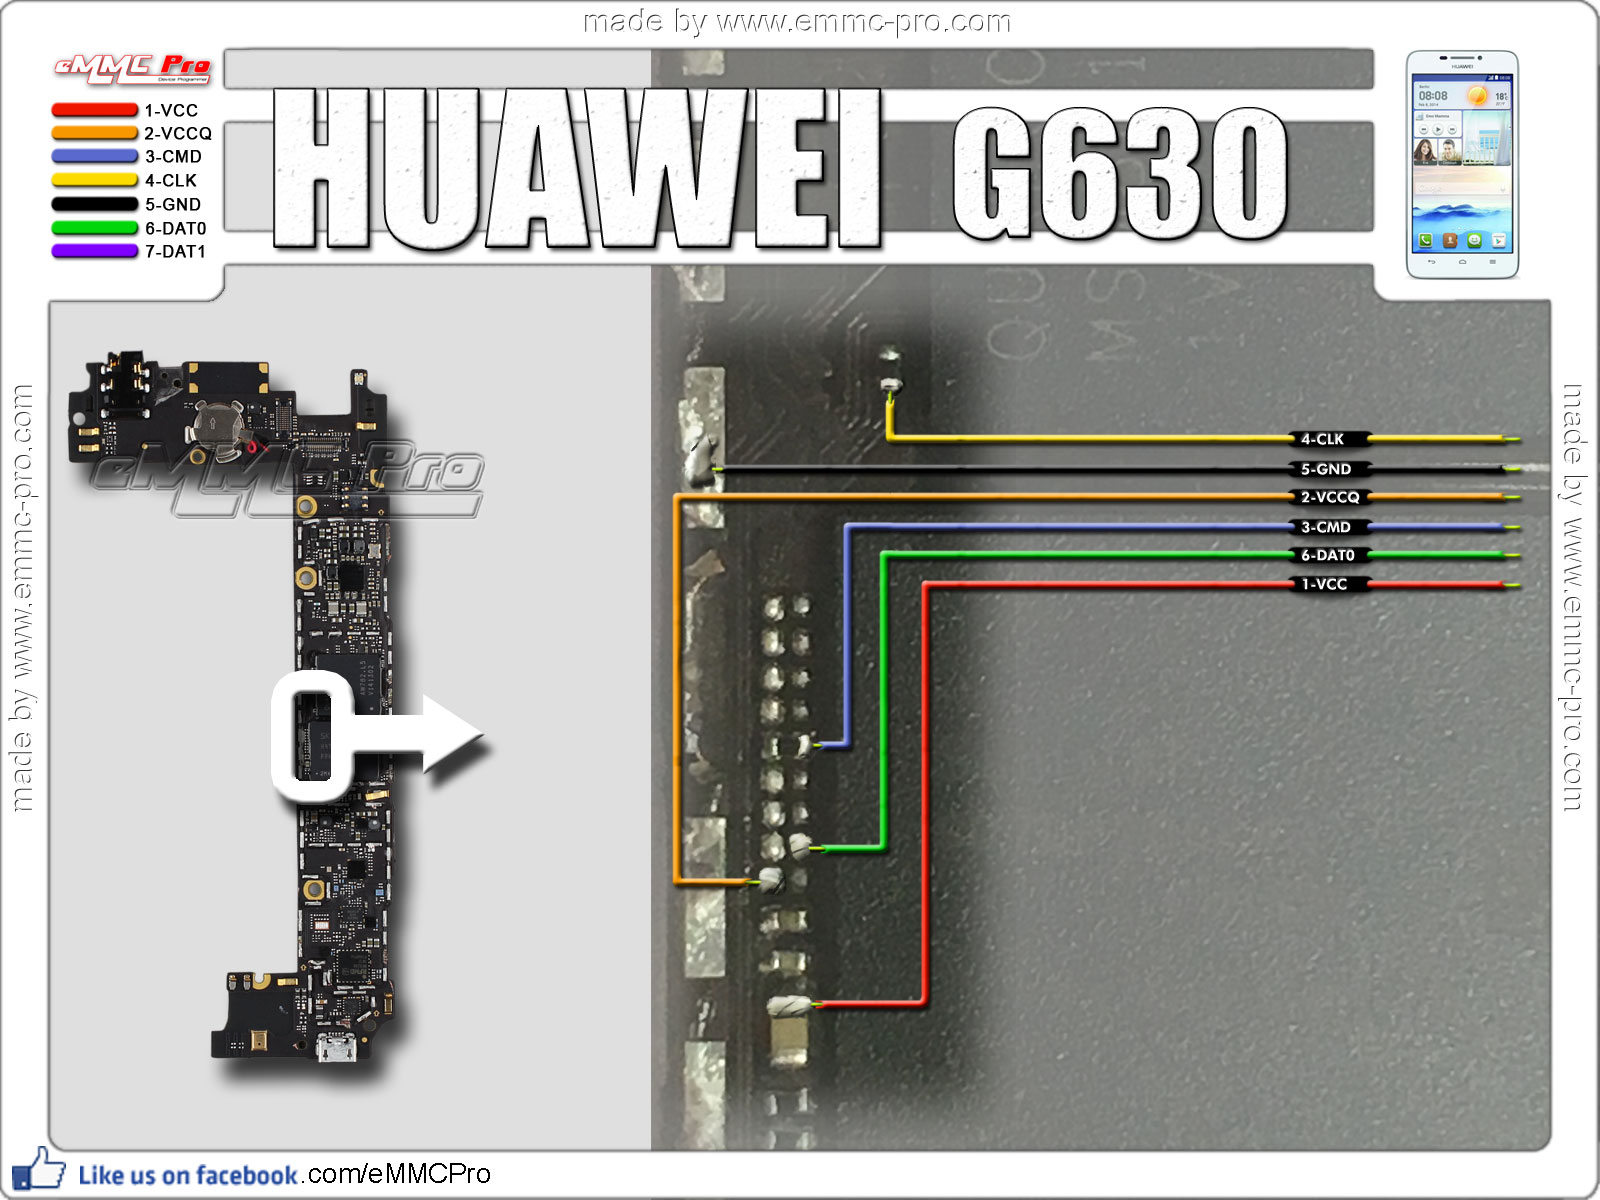 made by www.emmc-pro.com
eMMC Pro
Device Programmer
1-VCC
2-VCCQ
3-CMD
4-CLK
5-GND
6-DAT0
7-DAT1
HUAWEI G630
HUAWEI
08:08
18°
made by www.emmc-pro.com
made by www.emmc-pro.com
eMMC Pro
4-CLK
5-GND
2-VCCQ
3-CMD
6-DAT0
1-VCC
Like us on facebook.com/eMMCPro